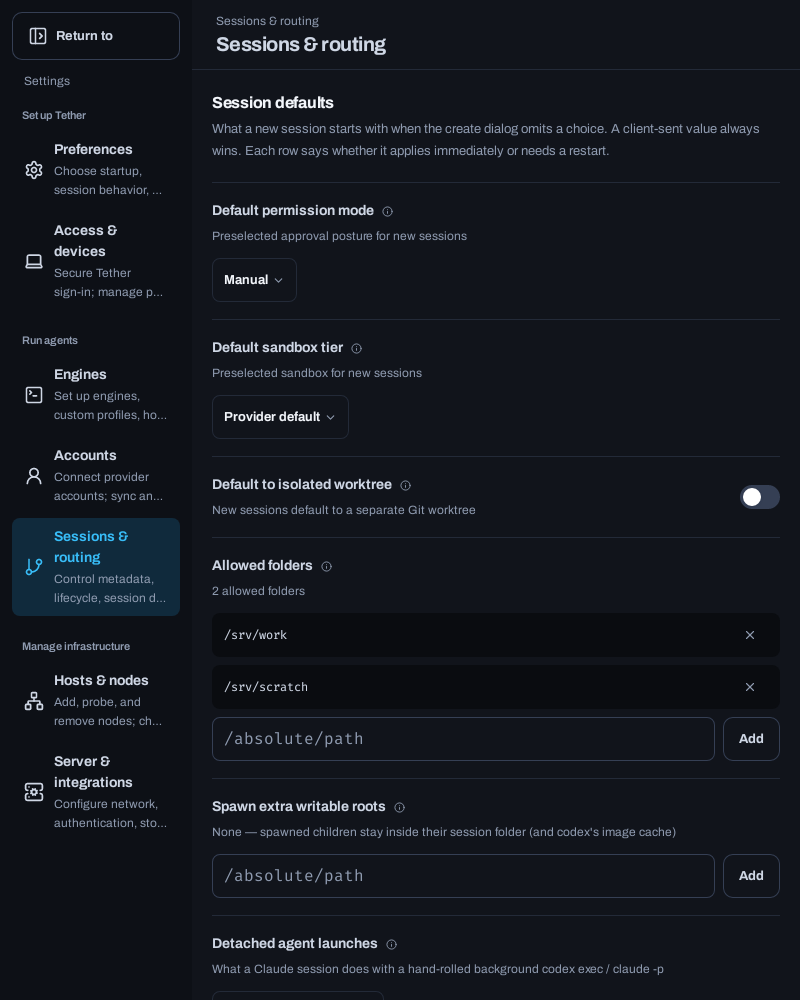 Return to
Settings
Set up Tether
Preferences
Choose startup,
session behavior, ...
Access &
devices
Secure Tether
sign-in; manage p...
Run agents
Engines
Set up engines,
custom profiles, ho...
Accounts
Connect provider
accounts; sync an...
Sessions &
routing
Control metadata,
lifecycle, session d...
Manage infrastructure
Hosts & nodes
Add, probe, and
remove nodes; ch...
Server &
integrations
Configure network,
authentication, sto...
Sessions & routing
Sessions & routing
Session defaults
What a new session starts with when the create dialog omits a choice. A client-sent value always
wins. Each row says whether it applies immediately or needs a restart.
Default permission mode
Preselected approval posture for new sessions
Manual
Default sandbox tier
Preselected sandbox for new sessions
Provider default
Default to isolated worktree
New sessions default to a separate Git worktree
Allowed folders
2 allowed folders
/srv/work
/srv/scratch
/absolute/path
Add
Spawn extra writable roots
None — spawned children stay inside their session folder (and codex's image cache)
/absolute/path
Add
Detached agent launches
What a Claude session does with a hand-rolled background codex exec / claude -p